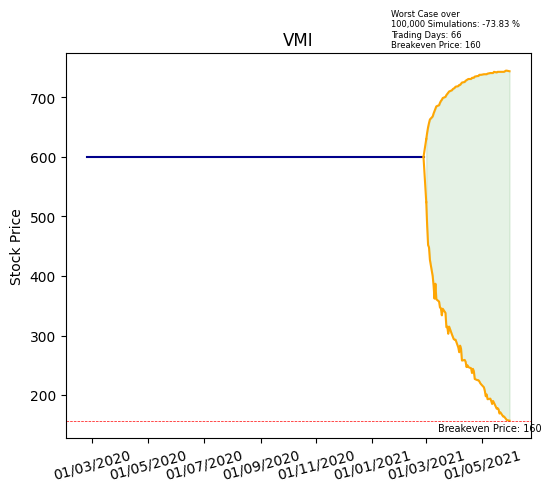 Worst Case over
100,000 Simulations: -73.83 %
Trading Days: 66
Breakeven Price: 160
VMI
Stock Price
700
600
500
400
300
200
Breakeven Price: 160
01/03/2020
01/05/2020
01/07/2020
01/09/2020
01/11/2020
01/01/2021
01/03/2021
01/05/2021